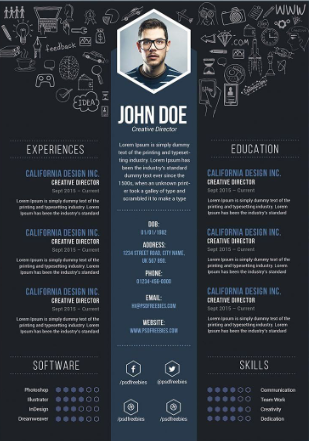 WWW
Feedback
.COM
IDEA
JOHN DOE
Creative Director
Lorem Ipsum is simply dummy
text of the printing and typeset-
ting industry. Lorem Ipsum
has been the industry's standard
dummy text ever since the
1500s, when an unknown print-
er took a galley of type and
scrambled it to make a type
DOB:
01/01/1982
ADDRESS:
1234 STREET ROAD, CITY NAME,
UK 567 890.
PHONE:
01234-456-8900
EMAIL:
HI@PSDFREEBIES.COM
WEBSITE:
WWW.PSDFREEBIES.COM
/psdfreebies
/psdfreebies
/psdfreebies
/psdfreebies
EXPERIENCES
CALIFORNIA DESIGN INC.
CREATIVE DIRECTOR
Sept 2015 – Current
Lorem Ipsum is simply dummy text of the
printing and typesetting industry. Lorem
Ipsum has been the industry's standard
CALIFORNIA DESIGN INC.
CREATIVE DIRECTOR
Sept 2015 – Current
Lorem Ipsum is simply dummy text of the
printing and typesetting industry. Lorem
Ipsum has been the industry's standard
CALIFORNIA DESIGN INC.
CREATIVE DIRECTOR
Sept 2015 – Current
Lorem Ipsum is simply dummy text of the
printing and typesetting industry. Lorem
Ipsum has been the industry's standard
SOFTWARE
Photoshop
Illustrator
InDesign
Dreamweaver
EDUCATION
CALIFORNIA DESIGN INC.
CREATIVE DIRECTOR
Sept 2015 – Current
Lorem Ipsum is simply dummy text of the
printing and typesetting industry. Lorem
Ipsum has been the industry's standard
CALIFORNIA DESIGN INC.
CREATIVE DIRECTOR
Sept 2015 – Current
Lorem Ipsum is simply dummy text of the
printing and typesetting industry. Lorem
Ipsum has been the industry's standard
CALIFORNIA DESIGN INC.
CREATIVE DIRECTOR
Sept 2015 – Current
Lorem Ipsum is simply dummy text of the
printing and typesetting industry. Lorem
Ipsum has been the industry's standard
SKILLS
Communication
Team Work
Creativity
Dedication